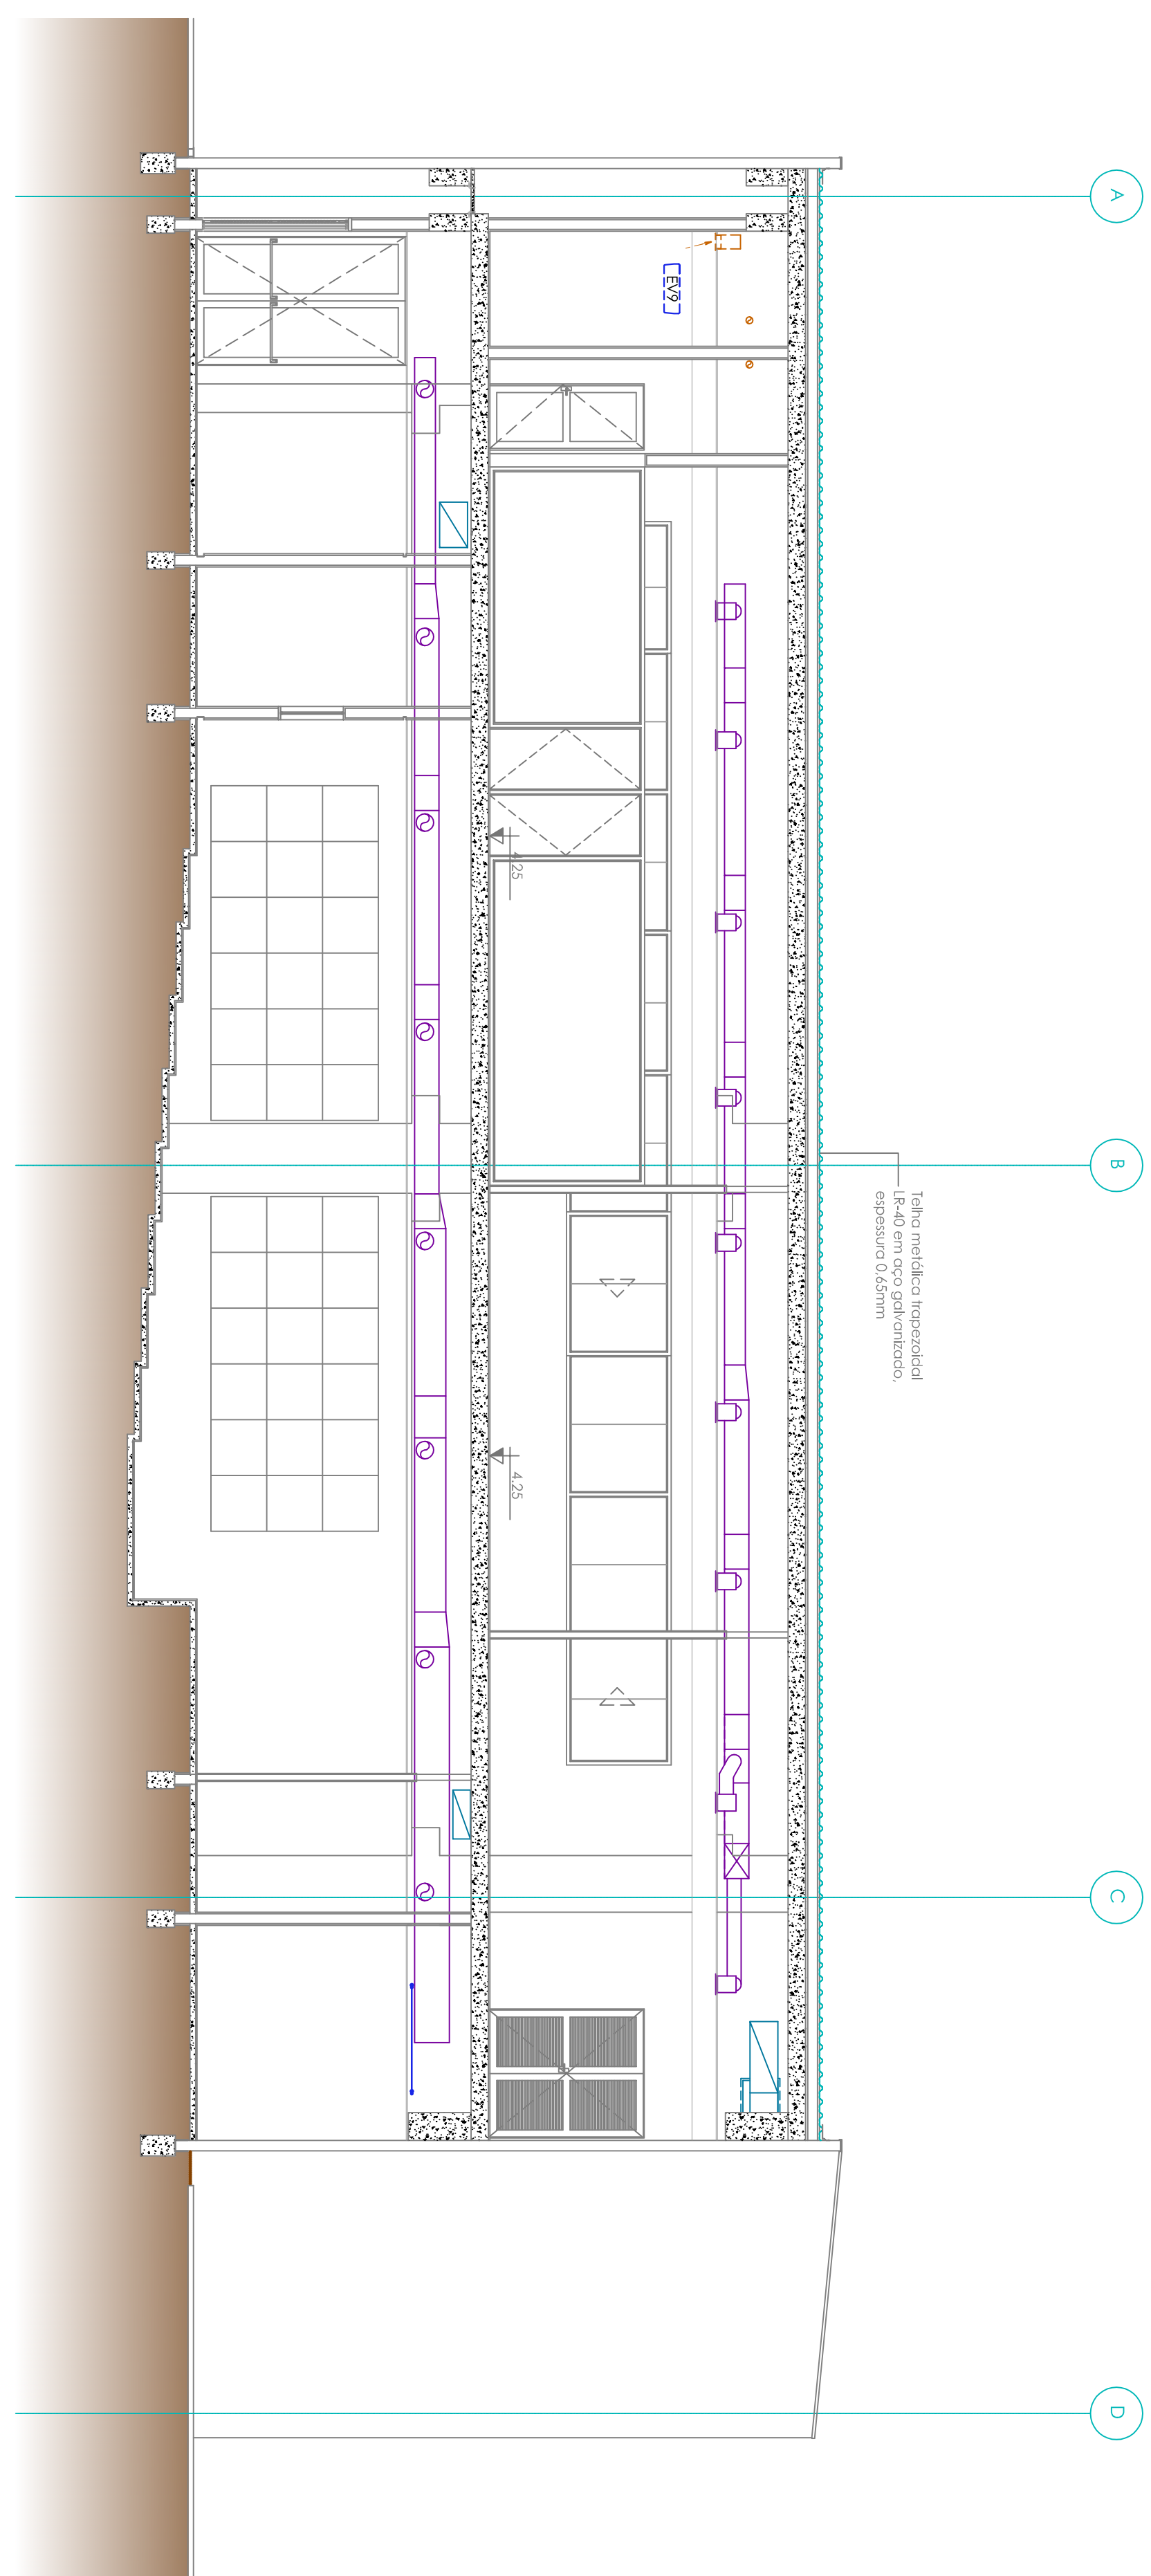 A
EV9
4.25
B
Telha metálica trapezoidal
LR-40 em aço galvanizado,
espessura 0,65mm
4.25
C
D